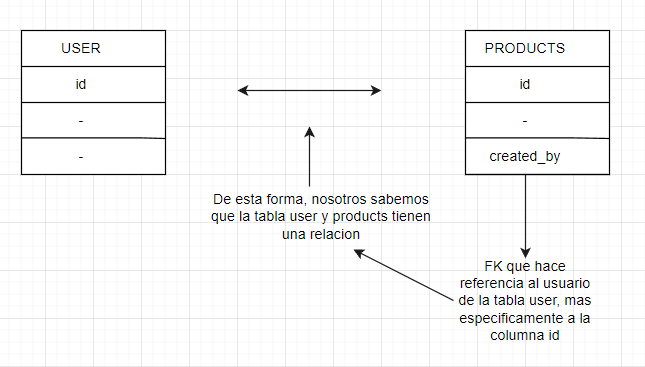 USER
id
-
-
PRODUCTS
id
-
created_by
De esta forma, nosotros sabemos
que la tabla user y products tienen
una relacion
FK que hace
referencia al usuario
de la tabla user, mas
especificamente a la
columna id